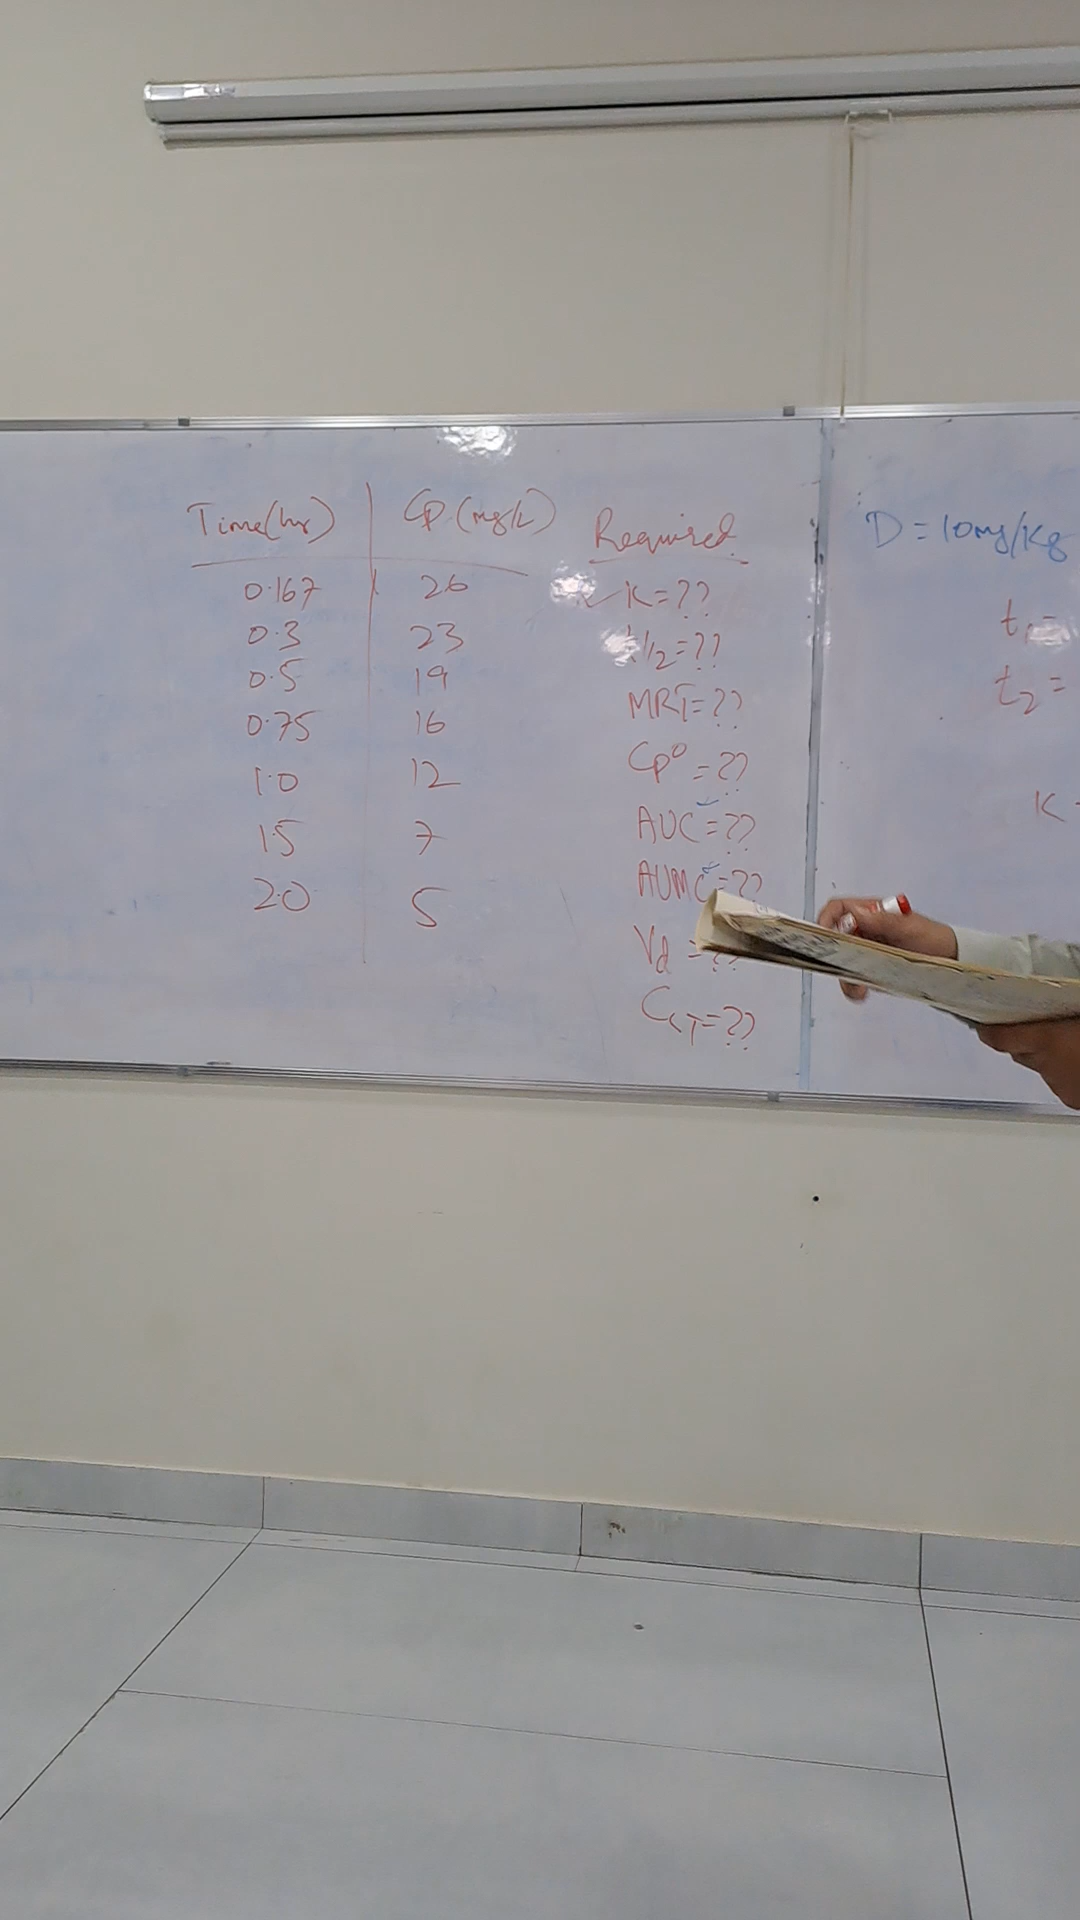 Time(hr) Cp (mg/L)
0.167 26
0.3 23
0.5 19
0.75 16
1.0 12
1.5 7
2.0 5
Required
K=??
t1/2=??
MRT=??
Cp⁰=??
AUC=??
AUMC=??
Vd=??
=??
D=10mg/Kg
t₁=
t₂=
K